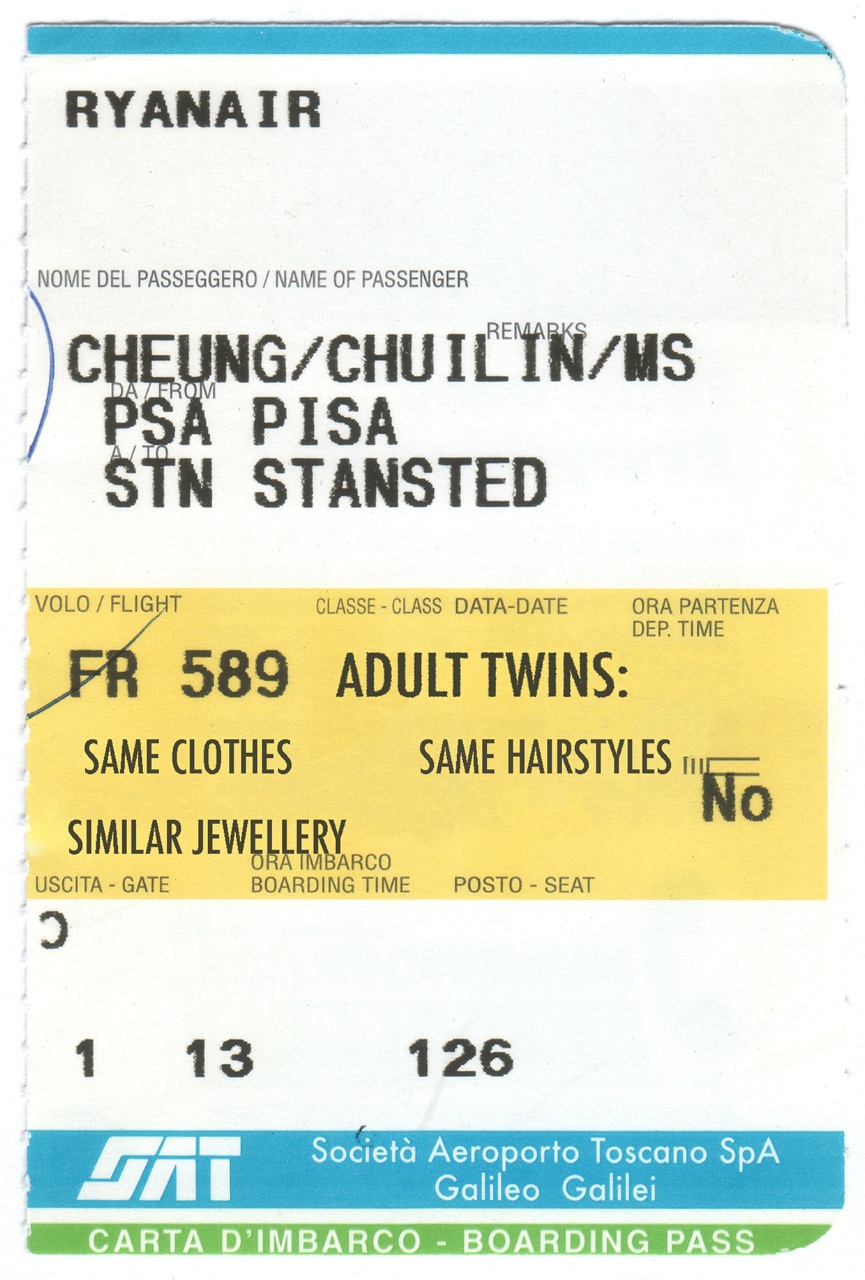 RYANAIR
NOME DEL PASSEGGERO / NAME OF PASSENGER
REMARKS
CHEUNG/CHUILIN/MS
DA / FROM
PSA PISA
A / TO
STN STANSTED
VOLO / FLIGHT CLASSE - CLASS DATA-DATE ORA PARTENZA
DEP. TIME
FR 589 ADULT TWINS:
SAME CLOTHES SAME HAIRSTYLES
No
SIMILAR JEWELLERY
ORA IMBARCO
USCITA - GATE BOARDING TIME POSTO - SEAT
1 13 126
SAT Società Aeroporto Toscano SpA
Galileo Galilei
CARTA D'IMBARCO - BOARDING PASS